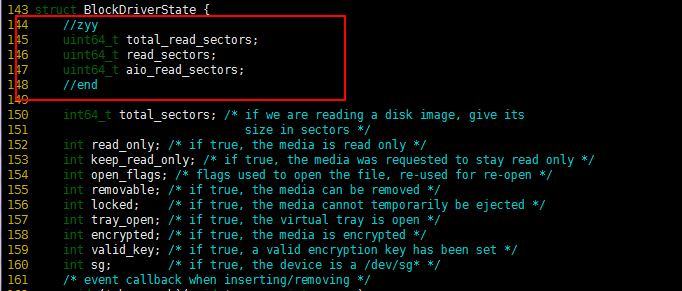 143 struct BlockDriverState {
144     //zyy
145     uint64_t total_read_sectors;
146     uint64_t read_sectors;
147     uint64_t aio_read_sectors;
148     //end
149
150     int64_t total_sectors; /* if we are reading a disk image, give its
151                               size in sectors */
152     int read_only; /* if true, the media is read only */
153     int keep_read_only; /* if true, the media was requested to stay read only */
154     int open_flags; /* flags used to open the file, re-used for re-open */
155     int removable; /* if true, the media can be removed */
156     int locked;    /* if true, the media cannot temporarily be ejected */
157     int tray_open; /* if true, the virtual tray is open */
158     int encrypted; /* if true, the media is encrypted */
159     int valid_key; /* if true, a valid encryption key has been set */
160     int sg;        /* if true, the device is a /dev/sg* */
161     /* event callback when inserting/removing */